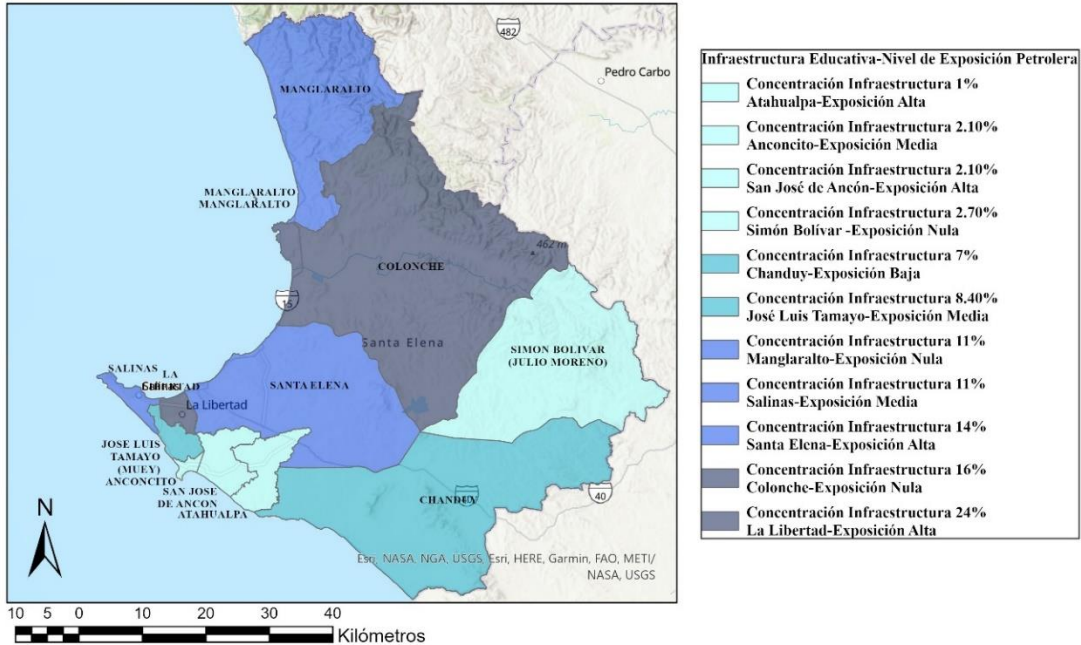 482
Pedro Carbo
MANGLARALTO
MANGLARALTO
MANGLARALTO
462 m
COLONCHE
15
Santa Elena
SIMON BOLIVAR
(JULIO MORENO)
SALINAS
LA
LIBERTAD
Salinas
La Libertad
SANTA ELENA
JOSE LUIS
TAMAYO
(MUEY)
ANCONCITO
SAN JOSE
DE ANCON
ATAHUALPA
CHANDUY
40
40
N
Esri, NASA, NGA, USGS, Esri, HERE, Garmin, FAO, METI/
NASA, USGS
10 5 0 10 20 30 40
Kilómetros
Infraestructura Educativa-Nivel de Exposición Petrolera
Concentración Infraestructura 1%
Atahualpa-Exposición Alta
Concentración Infraestructura 2.10%
Anconcito-Exposición Media
Concentración Infraestructura 2.10%
San José de Ancón-Exposición Alta
Concentración Infraestructura 2.70%
Simón Bolívar -Exposición Nula
Concentración Infraestructura 7%
Chanduy-Exposición Baja
Concentración Infraestructura 8.40%
José Luis Tamayo-Exposición Media
Concentración Infraestructura 11%
Manglaralto-Exposición Nula
Concentración Infraestructura 11%
Salinas-Exposición Media
Concentración Infraestructura 14%
Santa Elena-Exposición Alta
Concentración Infraestructura 16%
Colonche-Exposición Nula
Concentración Infraestructura 24%
La Libertad-Exposición Alta